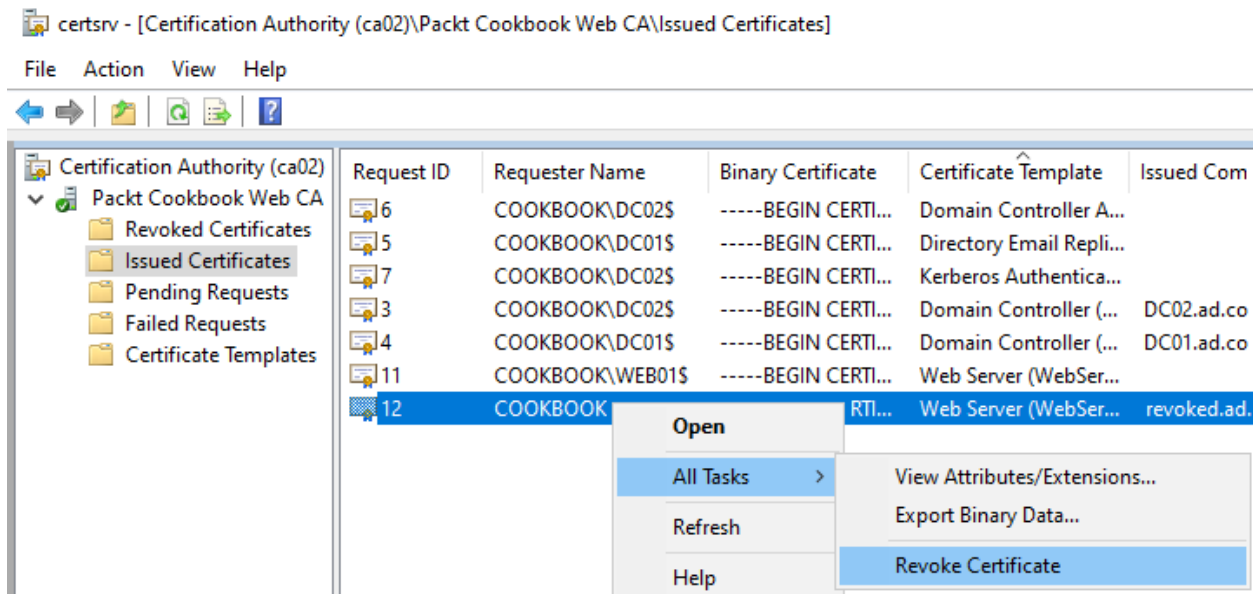 certsrv - [Certification Authority (ca02)\Packt Cookbook Web CA\Issued Certificates]
File Action View Help
Certification Authority (ca02)
Packt Cookbook Web CA
Revoked Certificates
Issued Certificates
Pending Requests
Failed Requests
Certificate Templates
Request ID Requester Name Binary Certificate Certificate Template Issued Com
6 COOKBOOK\DC02$ -----BEGIN CERTI... Domain Controller A...
5 COOKBOOK\DC01$ -----BEGIN CERTI... Directory Email Repli...
7 COOKBOOK\DC02$ -----BEGIN CERTI... Kerberos Authentica...
3 COOKBOOK\DC02$ -----BEGIN CERTI... Domain Controller (... DC02.ad.co
4 COOKBOOK\DC01$ -----BEGIN CERTI... Domain Controller (... DC01.ad.co
11 COOKBOOK\WEB01$ -----BEGIN CERTI... Web Server (WebSer...
12 COOKBOOK RTI... Web Server (WebSer... revoked.ad.
Open
All Tasks >
Refresh
Help
View Attributes/Extensions...
Export Binary Data...
Revoke Certificate